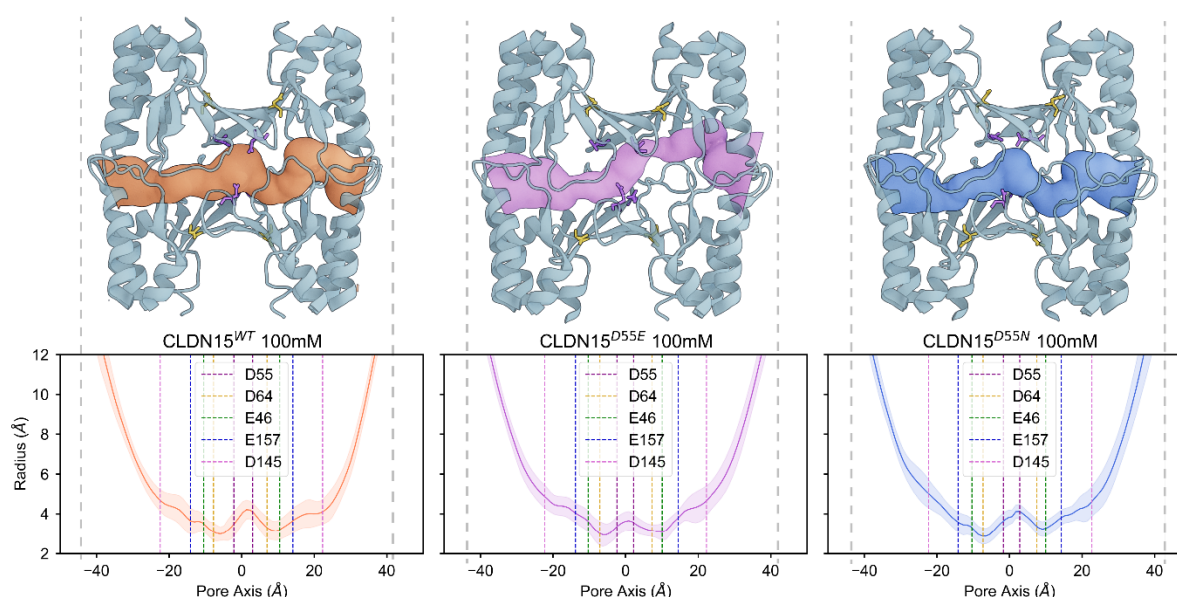 CLDN15^WT 100mM
CLDN15^D55E 100mM
CLDN15^D55N 100mM
12
10
8
6
4
2
Radius (Å)
D55
D64
E46
E157
D145
−40 −20 0 20 40
Pore Axis (Å)
D55
D64
E46
E157
D145
−40 −20 0 20 40
Pore Axis (Å)
D55
D64
E46
E157
D145
−40 −20 0 20 40
Pore Axis (Å)